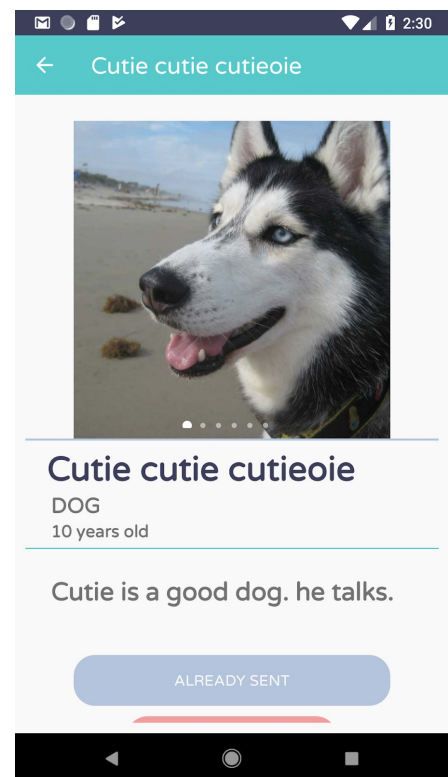 2:30
Cutie cutie cutieoie
Cutie cutie cutieoie
DOG
10 years old
Cutie is a good dog. he talks.
ALREADY SENT